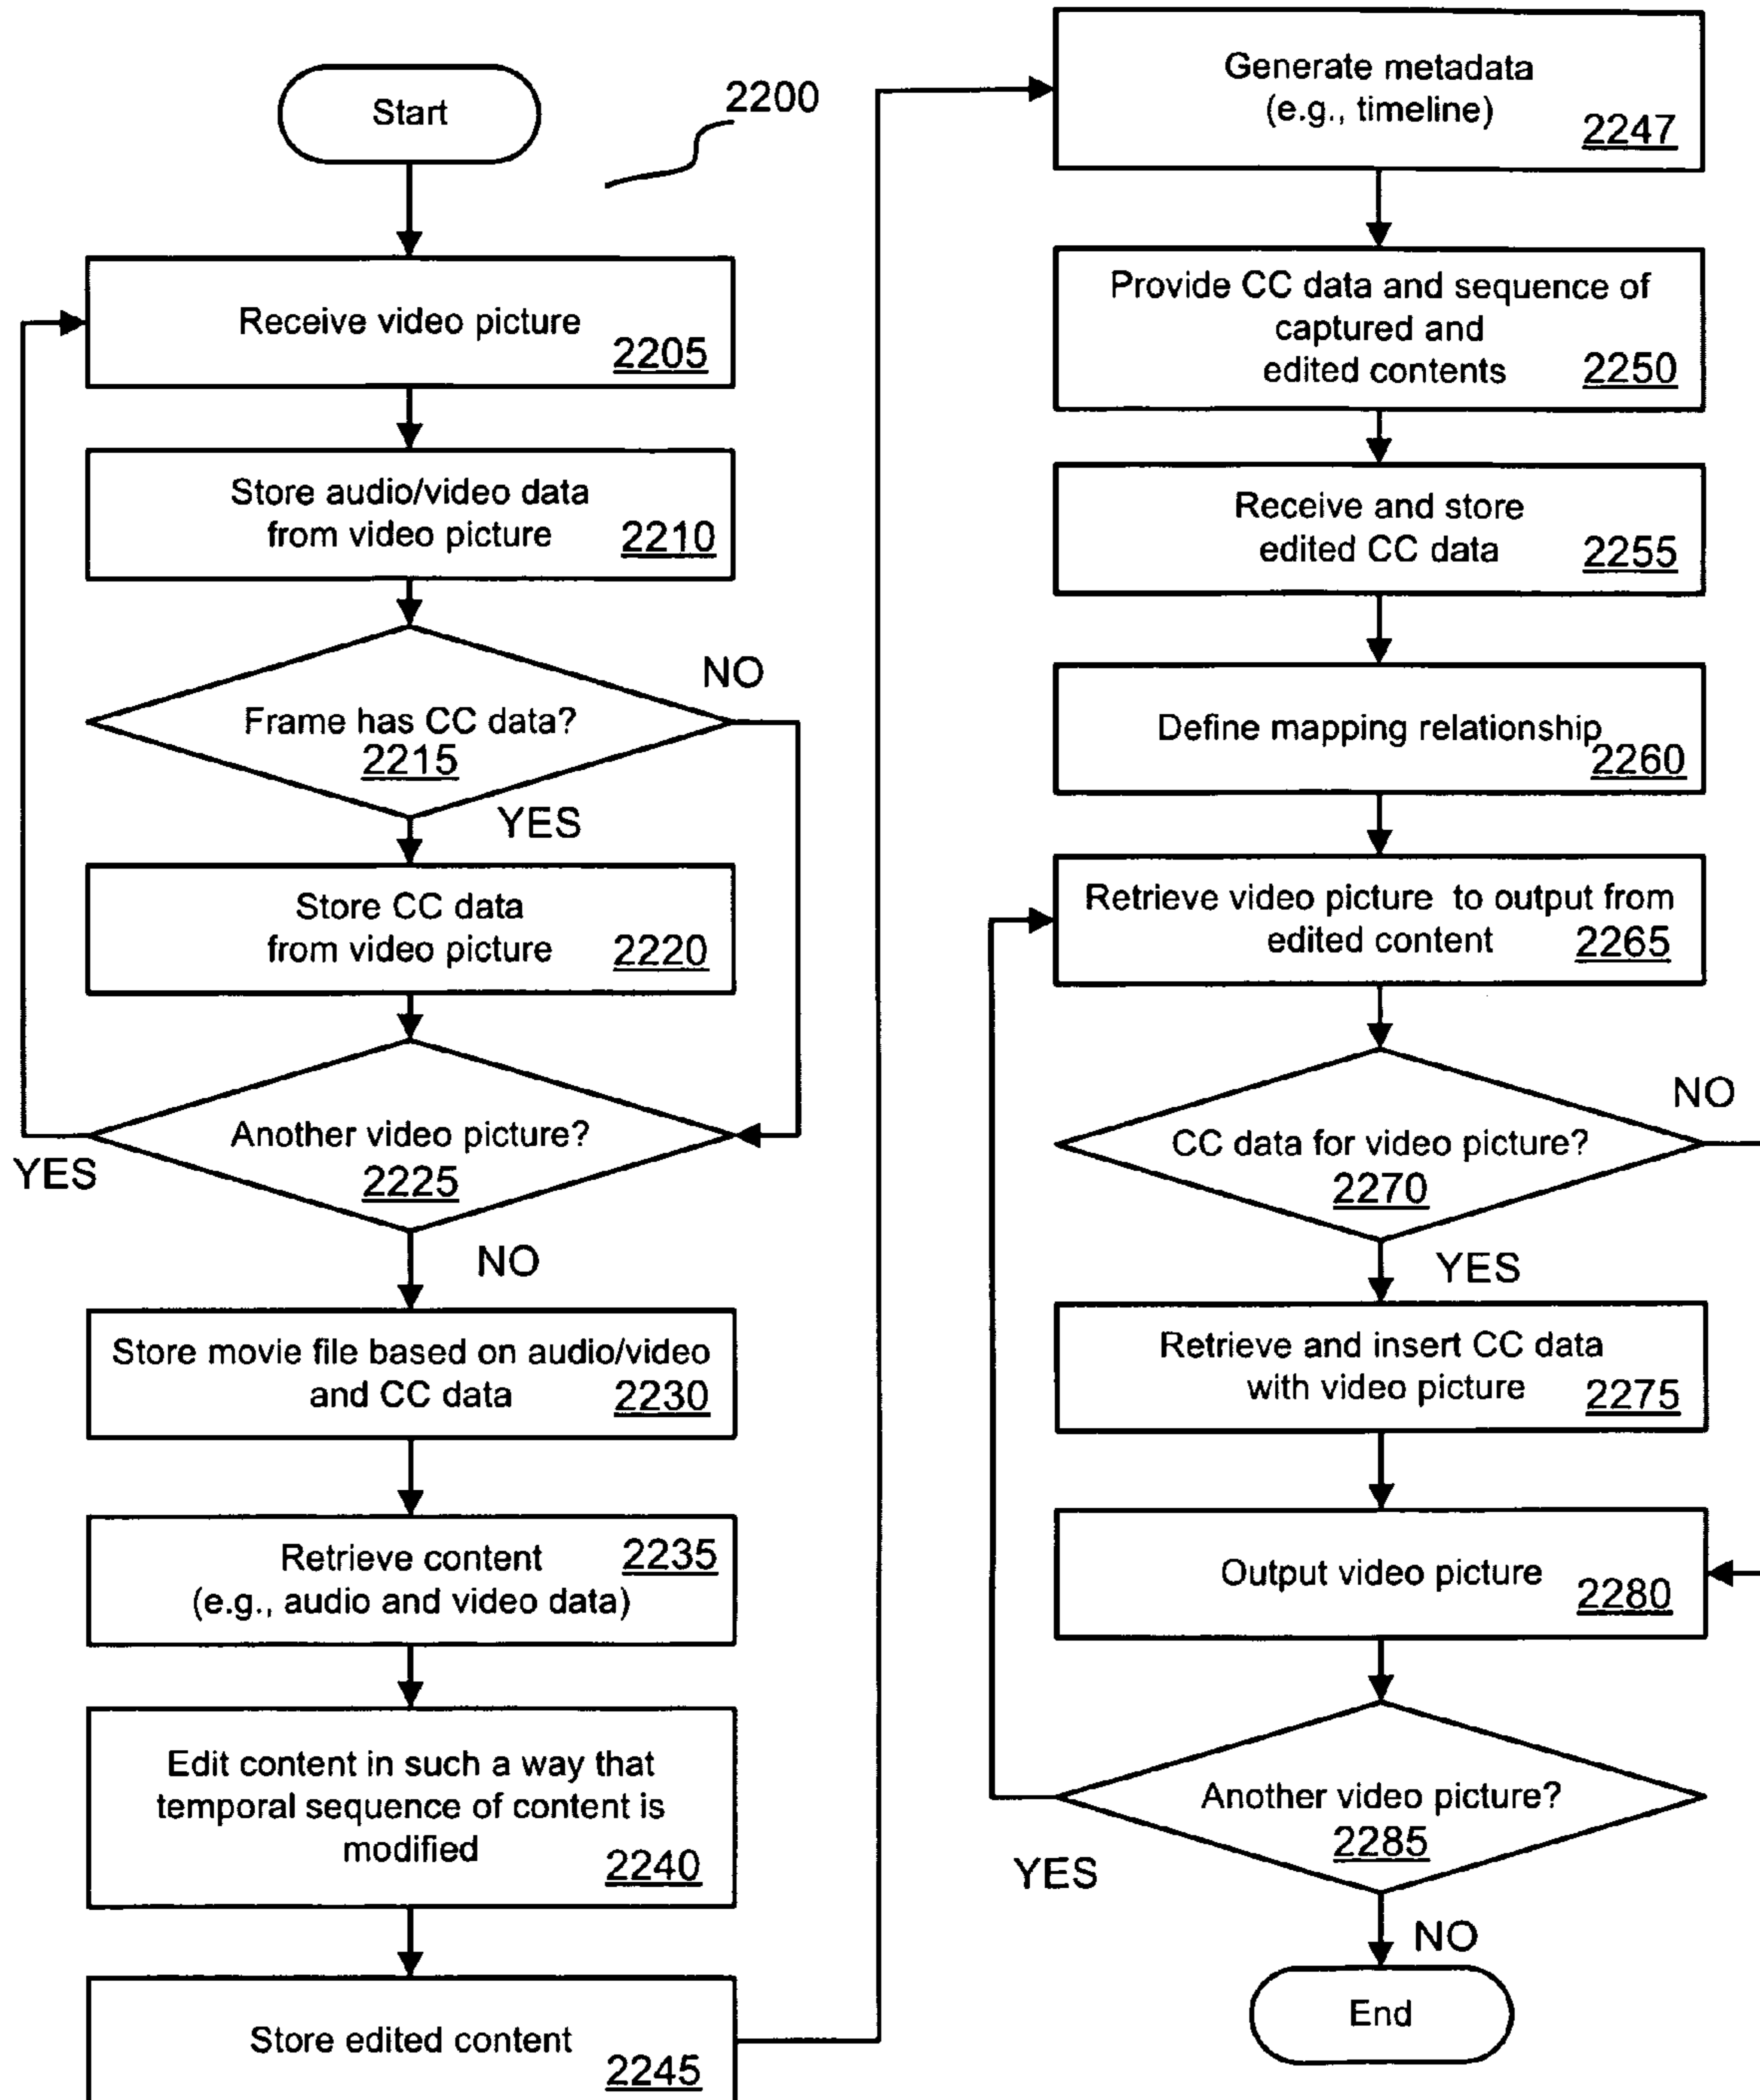 Start
2200
Receive video picture
2205
Store audio/video data
from video picture
2210
NO
Frame has CC data?
2215
YES
Store CC data
from video picture
2220
Another video picture?
2225
YES
NO
Store movie file based on audio/video
and CC data
2230
Retrieve content
2235
(e.g., audio and video data)
Edit content in such a way that
temporal sequence of content is
modified
2240
Store edited content
2245
Generate metadata
(e.g., timeline)
2247
Provide CC data and sequence of
captured and
edited contents
2250
Receive and store
edited CC data
2255
Define mapping relationship
2260
Retrieve video picture to output from
edited content
2265
NO
CC data for video picture?
2270
YES
Retrieve and insert CC data
with video picture
2275
Output video picture
2280
Another video picture?
2285
YES
NO
End